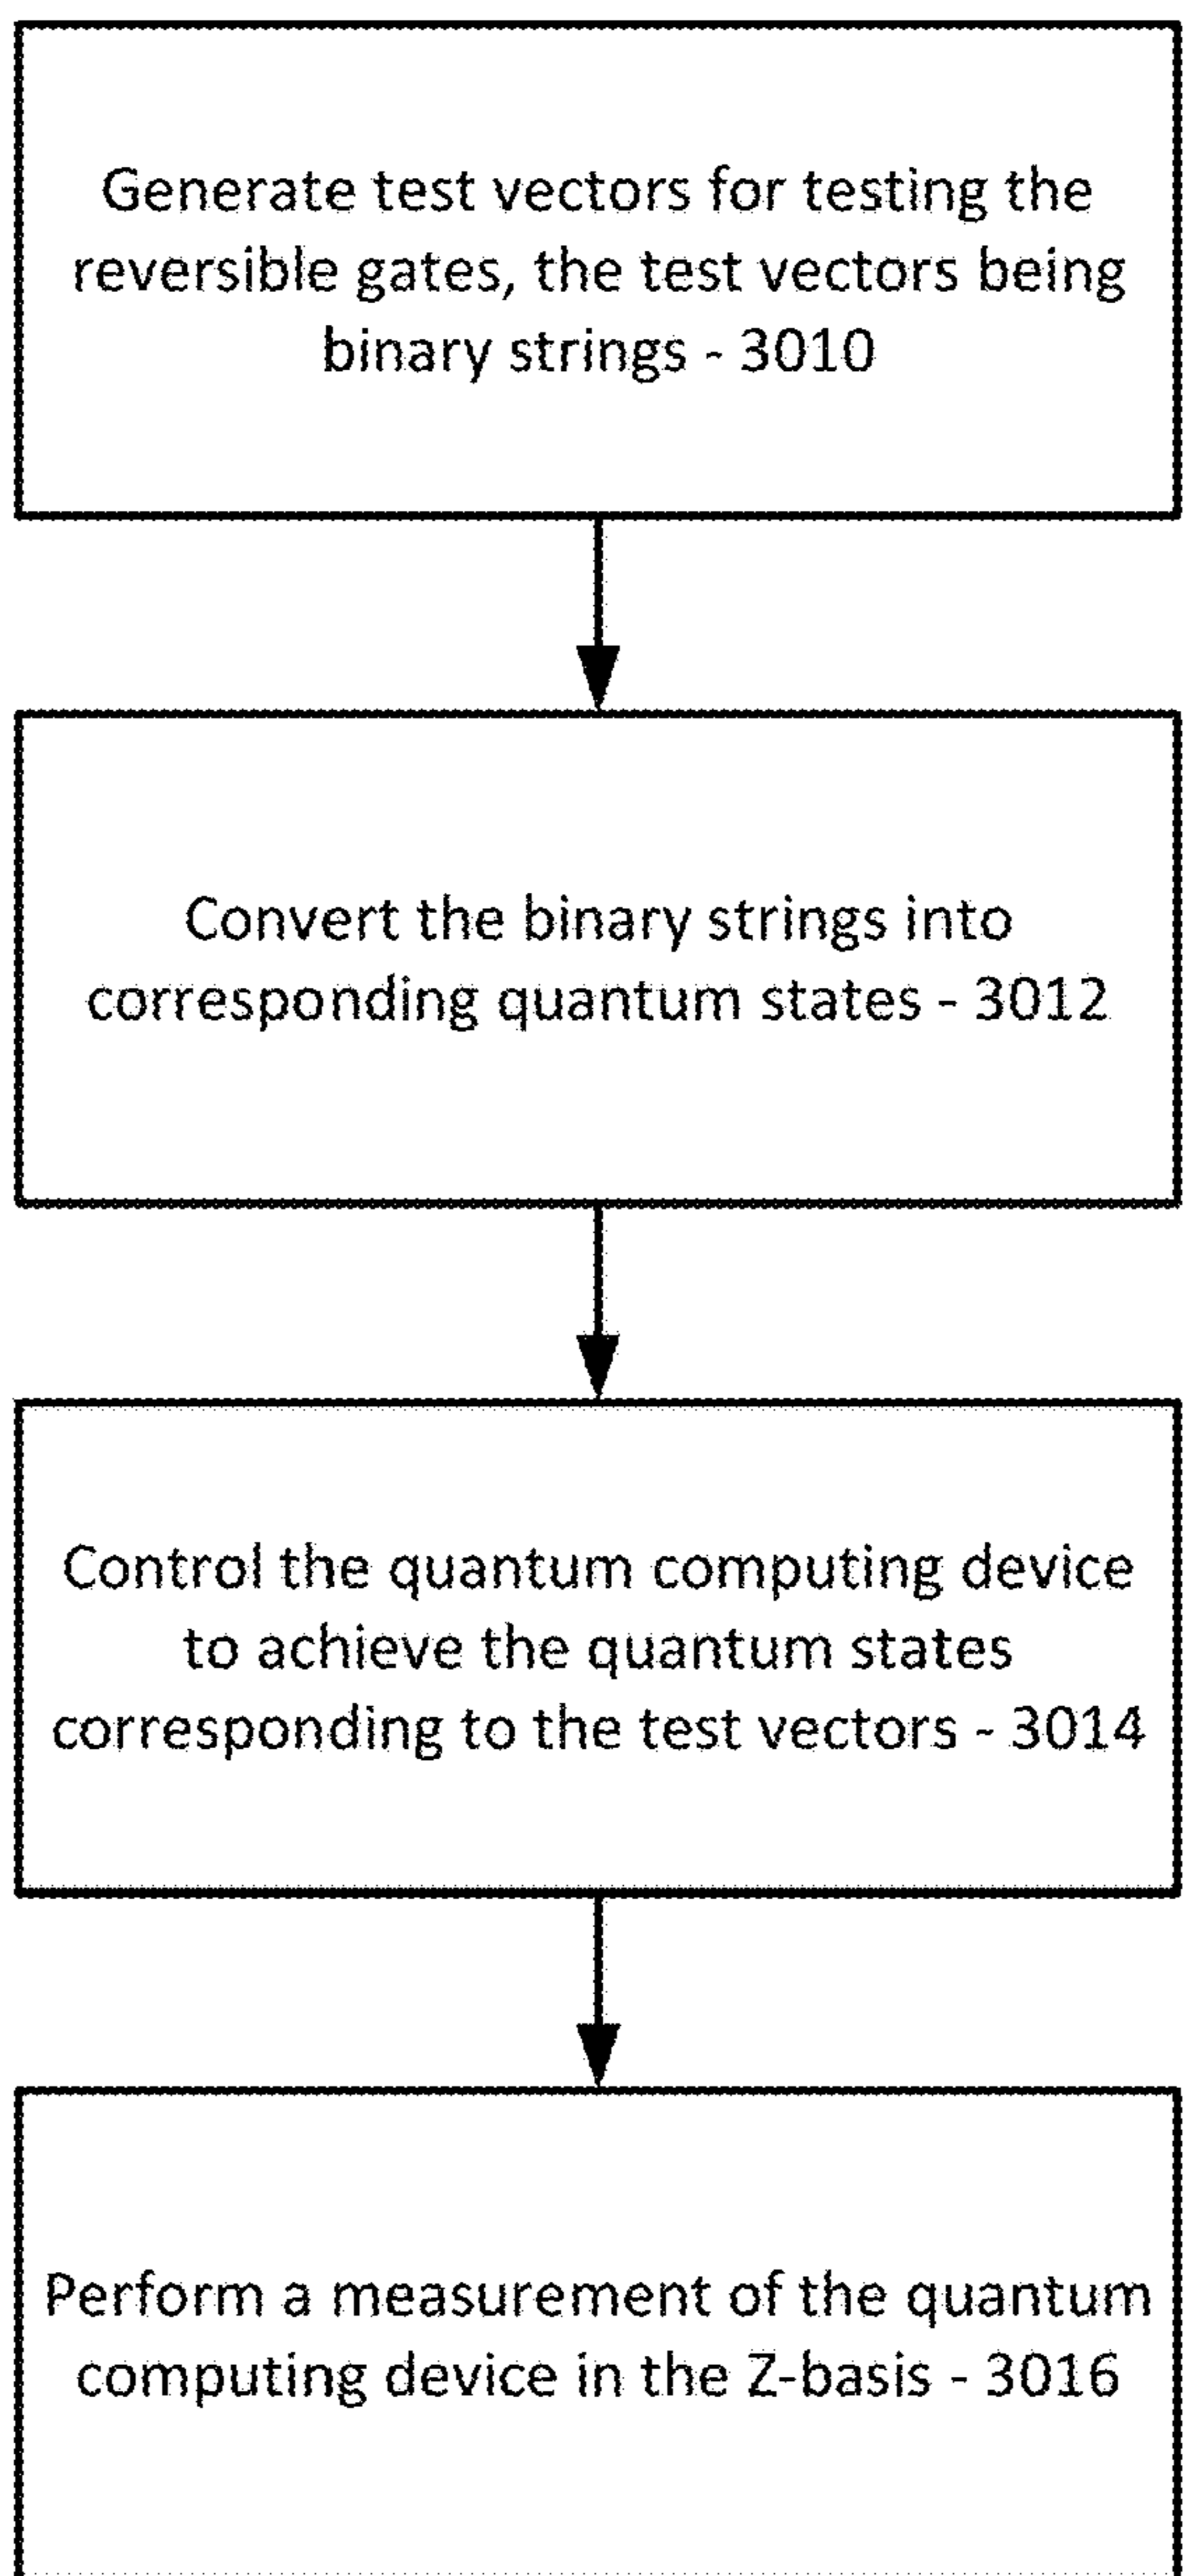 Generate test vectors for testing the
reversible gates, the test vectors being
binary strings - 3010
Convert the binary strings into
corresponding quantum states - 3012
Control the quantum computing device
to achieve the quantum states
corresponding to the test vectors - 3014
Perform a measurement of the quantum
computing device in the Z-basis - 3016